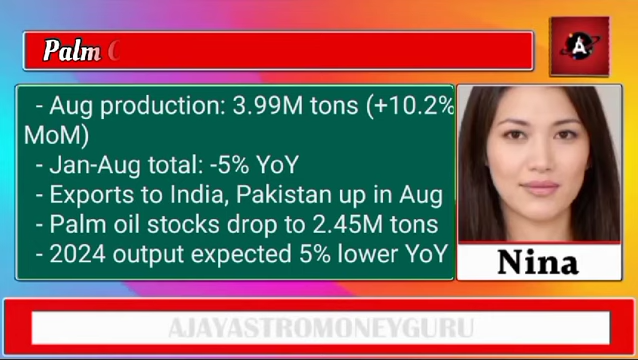 Palm
A
- Aug production: 3.99M tons (+10.2%
MoM)
- Jan-Aug total: -5% YoY
- Exports to India, Pakistan up in Aug
- Palm oil stocks drop to 2.45M tons
- 2024 output expected 5% lower YoY
Nina
AJAYASTROMONEYGURU